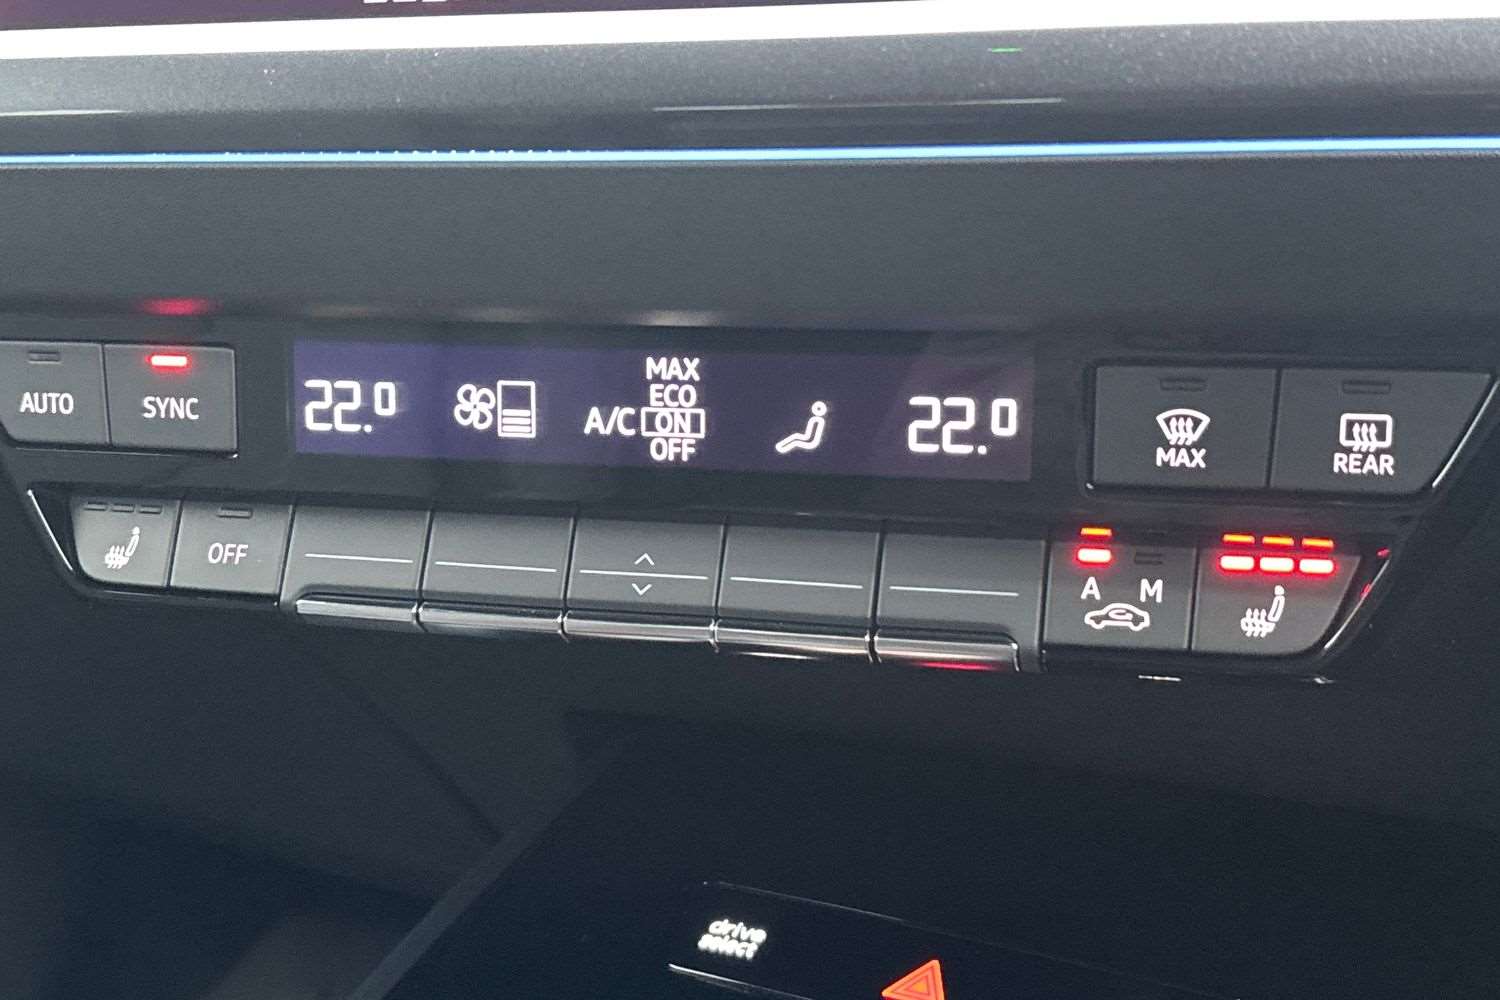 AUTO
SYNC
22.0
A/C
MAX
ECO
ON
OFF
22.0
MAX
REAR
OFF
A
M
drive
select